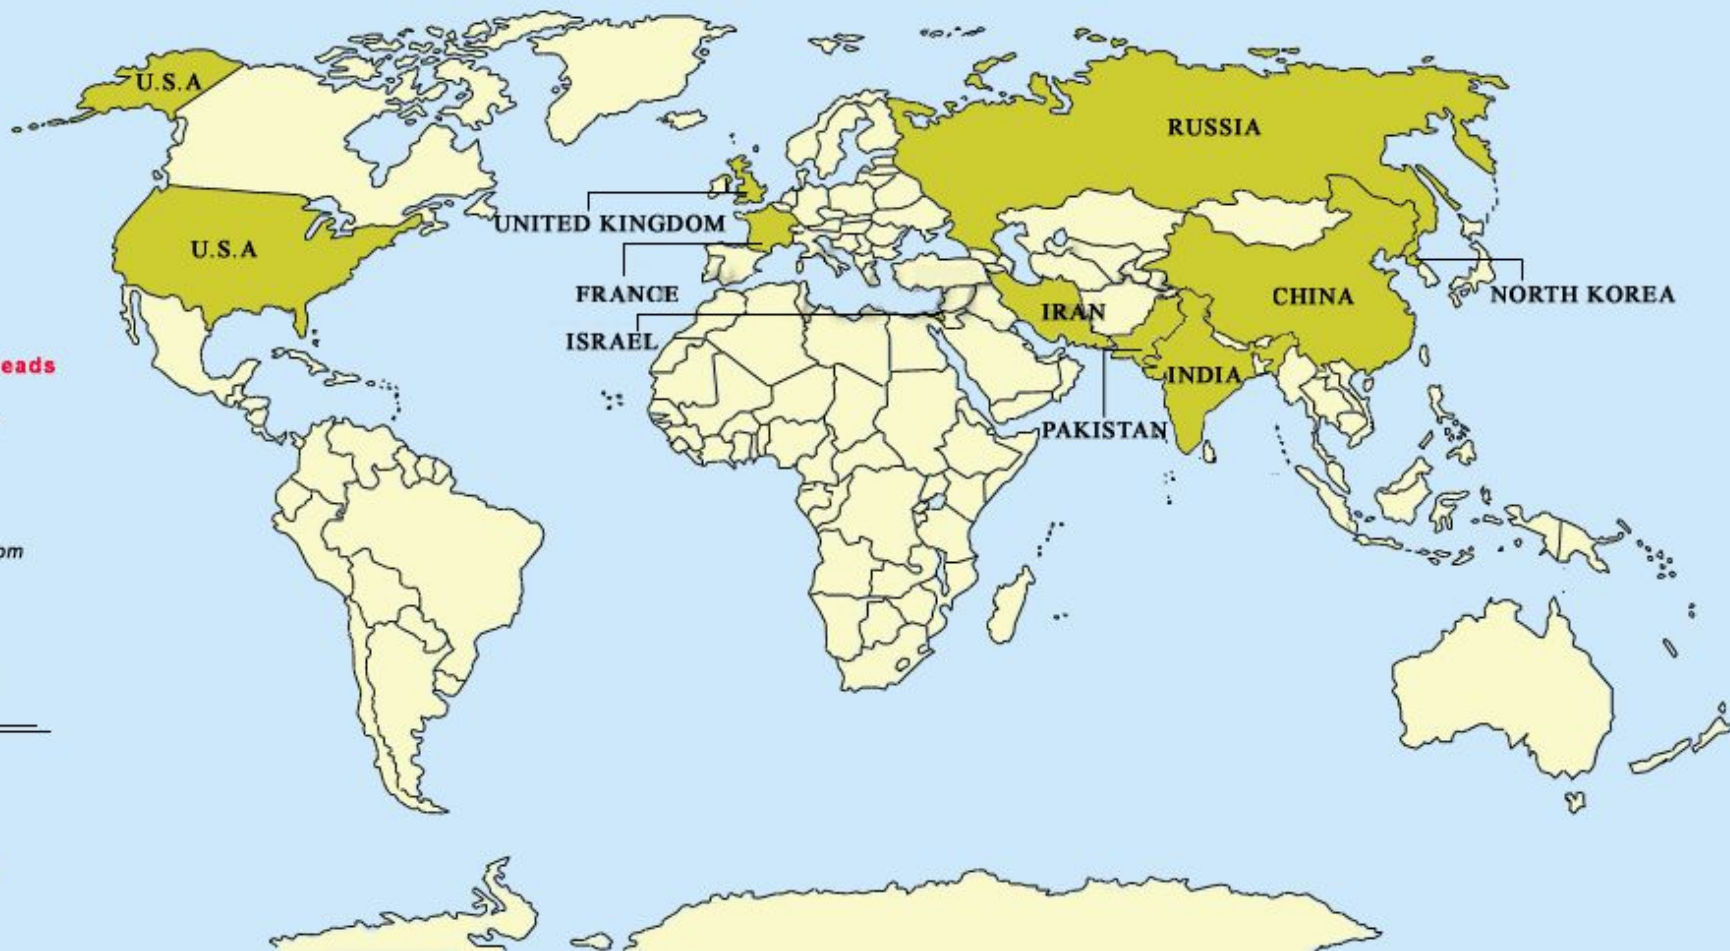 U.S.A
RUSSIA
UNITED KINGDOM
U.S.A
FRANCE
NORTH KOREA
CHINA
IRAN
ISRAEL
eads
INDIA
PAKISTAN
om